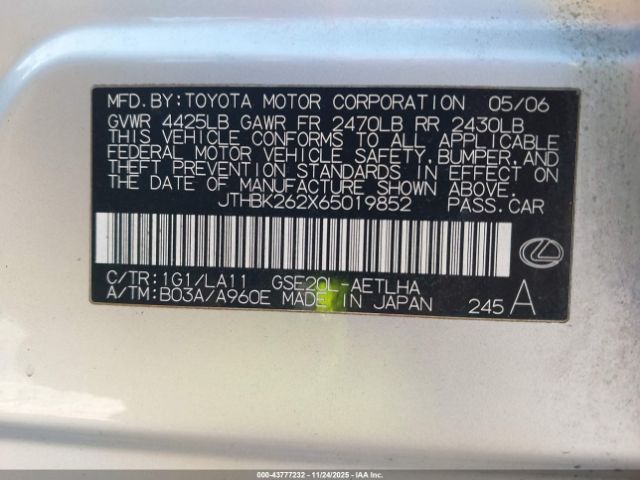 MFD.BY:TOYOTA MOTOR CORPORATION 05/06
GVWR 4425LB GAWR FR 2470LB RR 2430LB
THIS VEHICLE CONFORMS TO ALL APPLICABLE
FEDERAL MOTOR VEHICLE SAFETY, BUMPER, AND
THEFT PREVENTION STANDARDS IN EFFECT ON
THE DATE OF MANUFACTURE SHOWN ABOVE.
JTHBK262X65019852 PASS.CAR
C/TR:1G1/LA11 GSE20L-AETLHA
A/TM:B03A/A960E MADE IN JAPAN 245 A
000-43777232 - 11/24/2025 - IAAI.COM